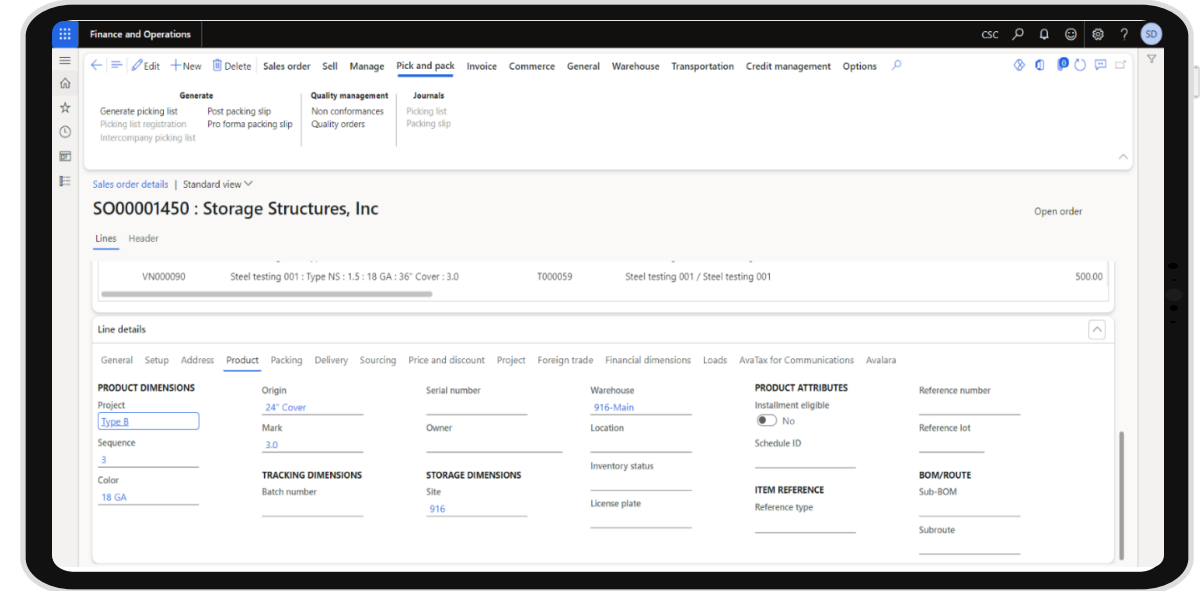 Finance and Operations
CSC
?
SD
Edit New Delete Sales order Sell Manage Pick and pack Invoice Commerce General Warehouse Transportation Credit management Options
0
Generate
Generate picking list Post packing slip
Picking list registration Pro forma packing slip
Intercompany picking list
Quality management
Non conformances
Quality orders
Journals
Picking list
Packing slip
Sales order details | Standard view
SO00001450 : Storage Structures, Inc
Open order
Lines Header
VN000090 Steel testing 001 : Type NS : 1.5 : 18 GA : 36" Cover : 3.0 T000059 Steel testing 001 / Steel testing 001 500.00
Line details
General Setup Address Product Packing Delivery Sourcing Price and discount Project Foreign trade Financial dimensions Loads AvaTax for Communications Avalara
PRODUCT DIMENSIONS
Project
Type B
Sequence
3
Color
18 GA
Origin
24" Cover
Mark
3.0
TRACKING DIMENSIONS
Batch number
Serial number
Owner
STORAGE DIMENSIONS
Site
916
Warehouse
916-Main
Location
Inventory status
License plate
PRODUCT ATTRIBUTES
Installment eligible
No
Schedule ID
ITEM REFERENCE
Reference type
Reference number
Reference lot
BOM/ROUTE
Sub-BOM
Subroute